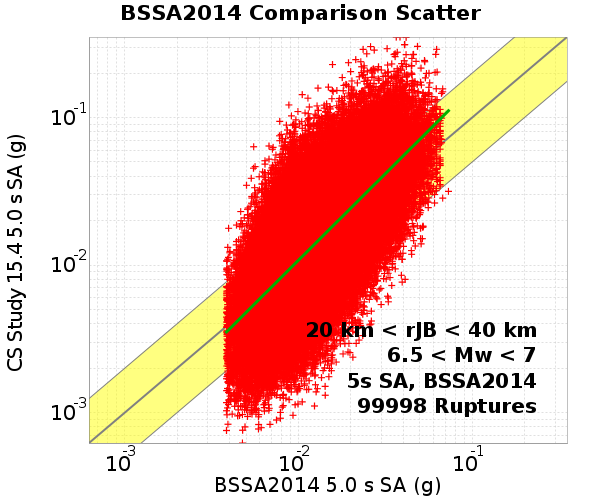 BSSA2014 Comparison Scatter
CS Study 15.4 5.0 s SA (g)
10-1
10-2
10-3
20 km < rJB < 40 km
6.5 < Mw < 7
5s SA, BSSA2014
99998 Ruptures
10-3 10-2 10-1
BSSA2014 5.0 s SA (g)